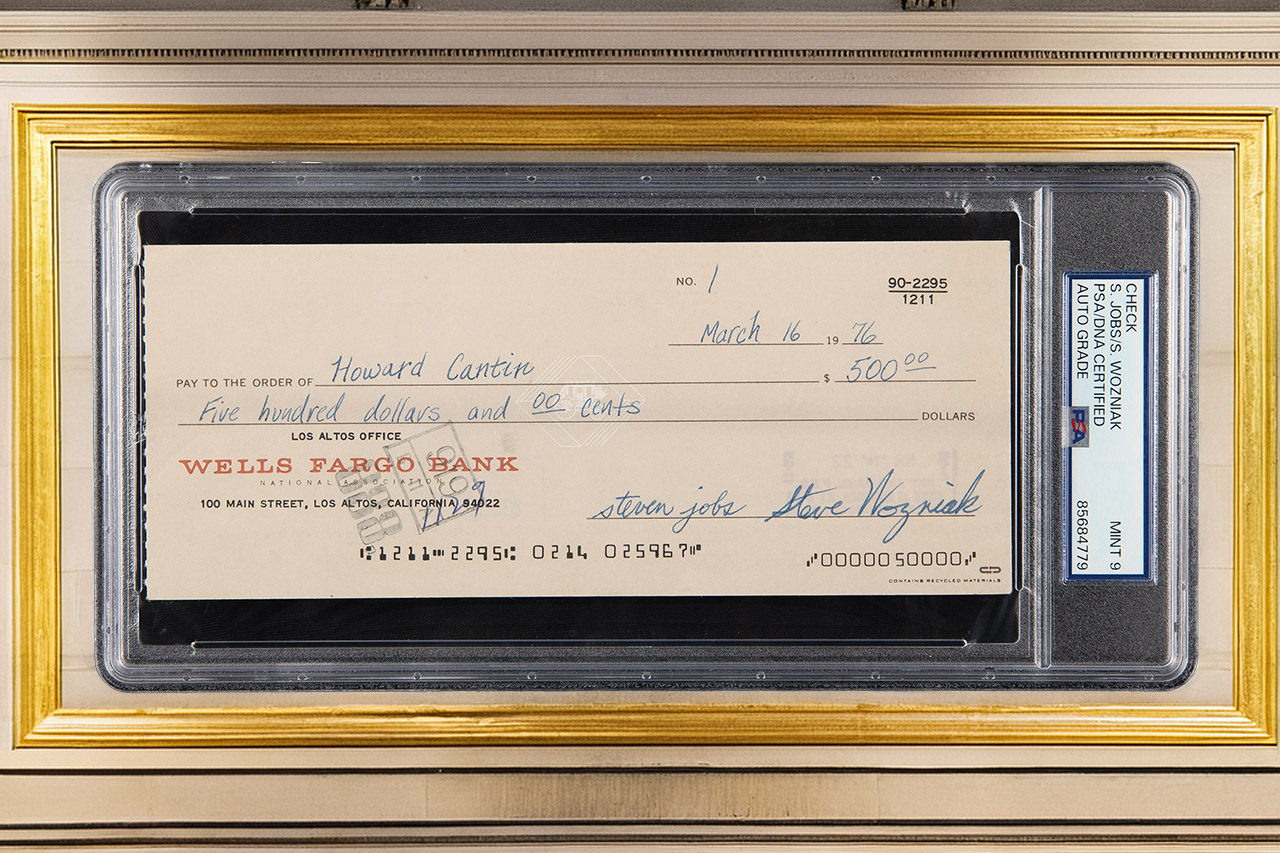 NO. 1
90-2295
1211
March 16 19 76
PAY TO THE ORDER OF Howard Cantin $ 500 00
Five hundred dollars and 00 cents DOLLARS
LOS ALTOS OFFICE
WELLS FARGO BANK
NATIONAL ASSOCIATION
100 MAIN STREET, LOS ALTOS, CALIFORNIA 94022
steven jobs Steve Wozniak
⑆1211⑉2295⑆ 0214 025967⑈ ⑇0000050000⑇
CONTAINS RECYCLED MATERIALS
CHECK
S. JOBS/S. WOZNIAK
PSA/DNA CERTIFIED
AUTO GRADE MINT 9
PSA 85684779